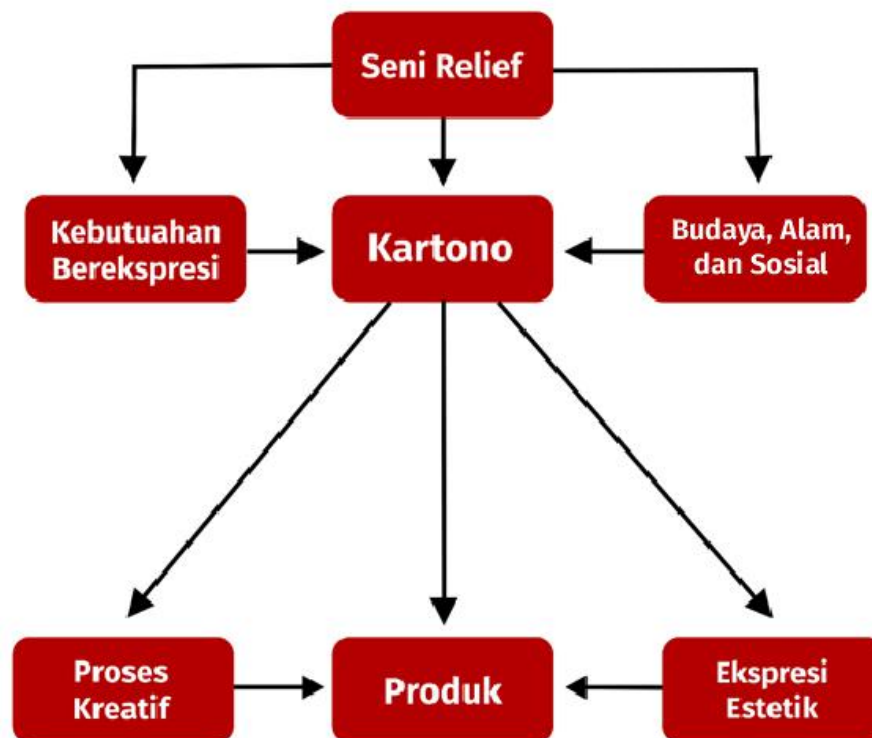 Seni Relief
Kebutuahan
Berekspresi
Kartono
Budaya, Alam,
dan Sosial
Proses
Kreatif
Produk
Ekspresi
Estetik